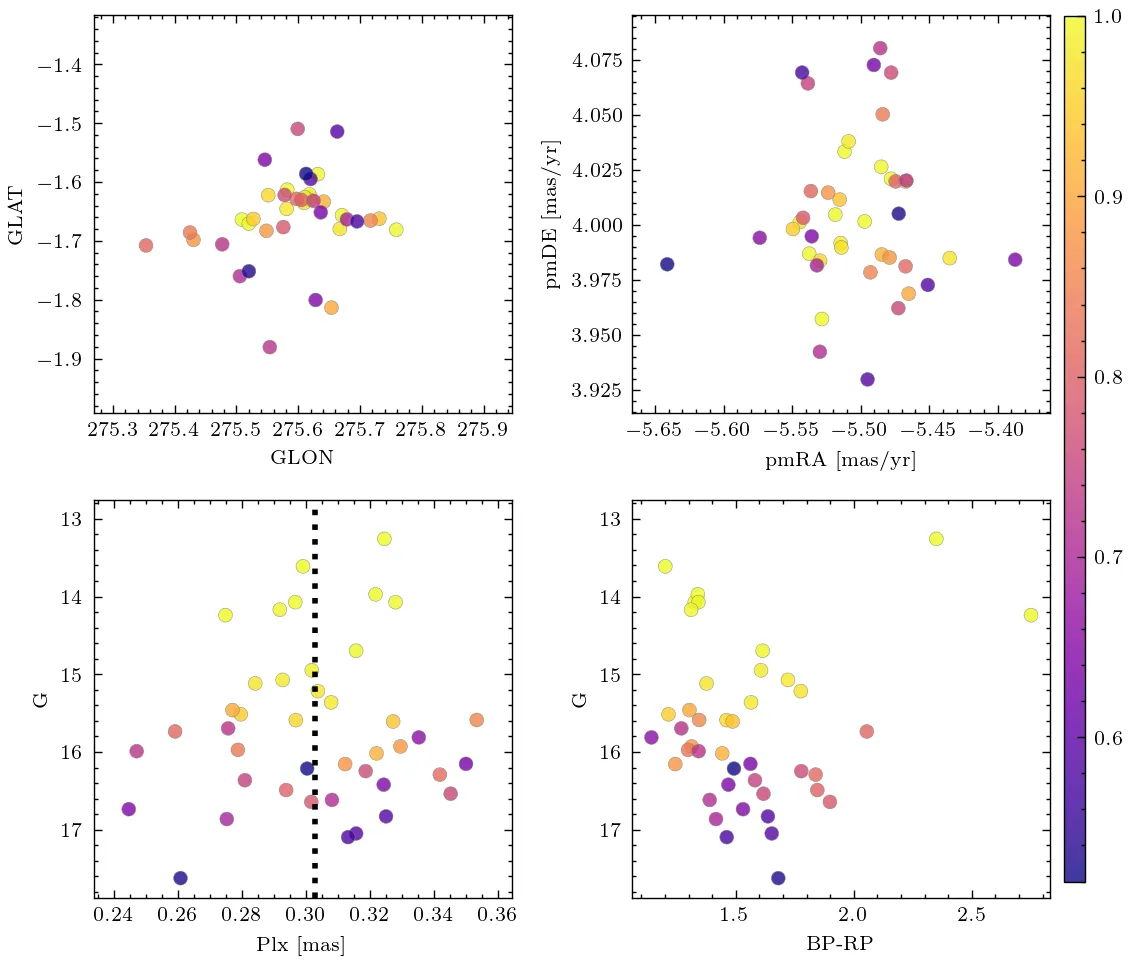 −1.4
−1.5
−1.6
−1.7
−1.8
−1.9
GLAT
275.3 275.4 275.5 275.6 275.7 275.8 275.9
GLON
4.075
4.050
4.025
4.000
3.975
3.950
3.925
pmDE [mas/yr]
−5.65 −5.60 −5.55 −5.50 −5.45 −5.40
pmRA [mas/yr]
1.0
0.9
0.8
0.7
0.6
13
14
15
16
17
G
0.24 0.26 0.28 0.30 0.32 0.34 0.36
Plx [mas]
13
14
15
16
17
G
1.5 2.0 2.5
BP-RP